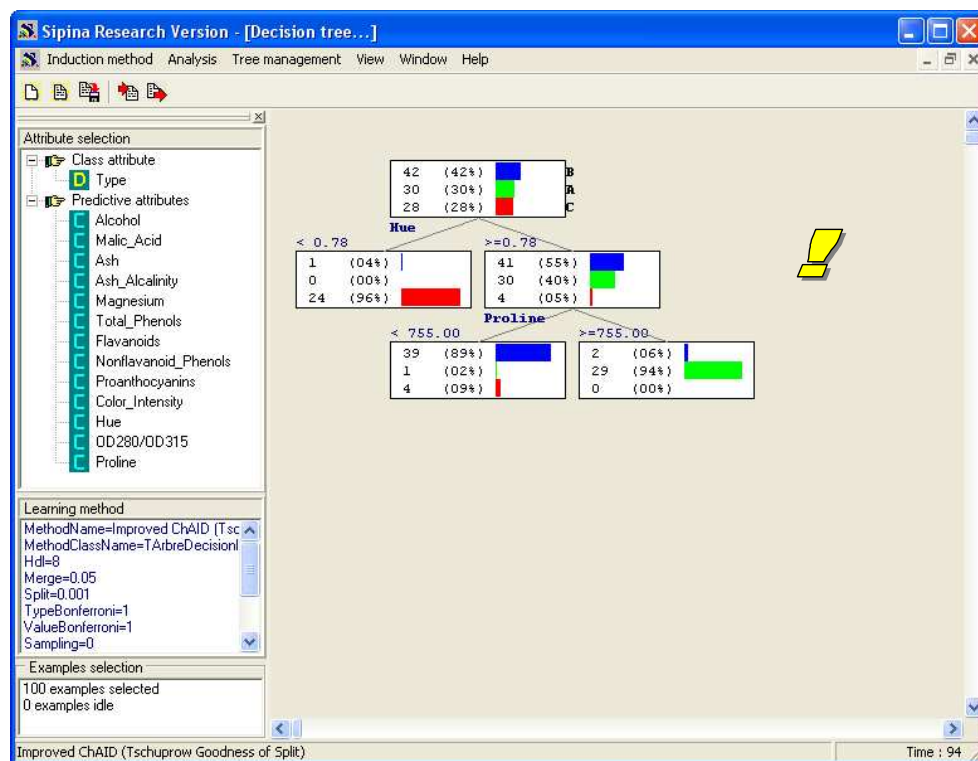 Sipina Research Version - [Decision tree...]
Induction method Analysis Tree management View Window Help
Attribute selection
Class attribute
D Type
Predictive attributes
C Alcohol
C Malic_Acid
C Ash
C Ash_Alcalinity
C Magnesium
C Total_Phenols
C Flavanoids
C Nonflavanoid_Phenols
C Proanthocyanins
C Color_Intensity
C Hue
C OD280/OD315
C Proline
Learning method
MethodName=Improved ChAID (Tsc
MethodClassName=TArbreDecisionI
Hdl=8
Merge=0.05
Split=0.001
TypeBonferroni=1
ValueBonferroni=1
Sampling=0
Examples selection
100 examples selected
0 examples idle
42 (42%) B
30 (30%) A
28 (28%) C
Hue
< 0.78 >=0.78
1 (04%) 41 (55%)
0 (00%) 30 (40%)
24 (96%) 4 (05%)
Proline
< 755.00 >=755.00
39 (89%) 2 (06%)
1 (02%) 29 (94%)
4 (09%) 0 (00%)
Improved ChAID (Tschuprow Goodness of Split) Time : 94